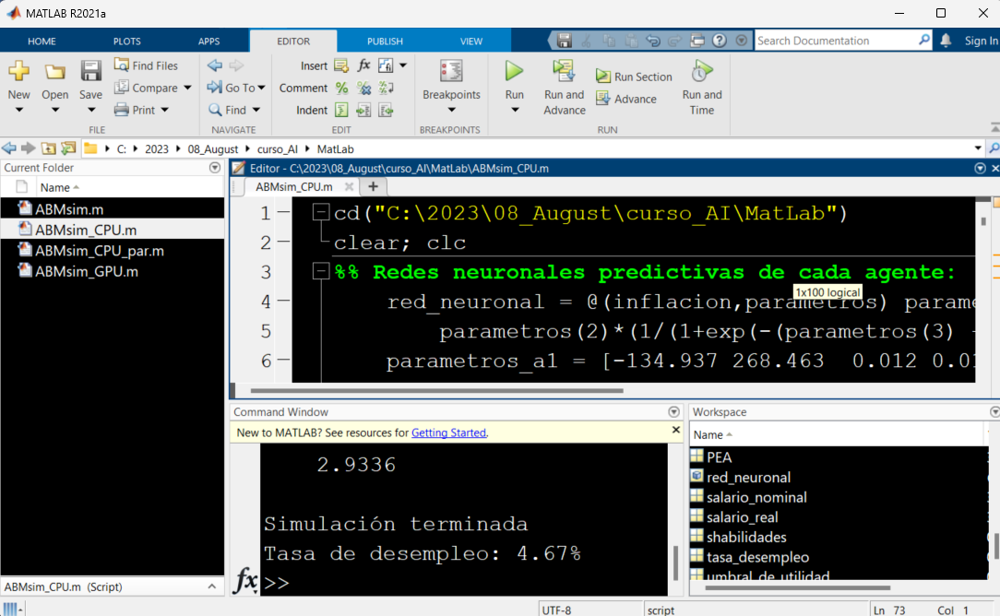 MATLAB R2021a
HOME PLOTS APPS EDITOR PUBLISH VIEW
Search Documentation
Sign In
New Open Save
Find Files
Compare
Print
FILE
Go To
Find
NAVIGATE
Insert fx
Comment
Indent
EDIT
Breakpoints
BREAKPOINTS
Run
Run and Advance
Run Section
Advance
Run and Time
RUN
C: 2023 08_August curso_AI MatLab
Current Folder
Name
ABMsim.m
ABMsim_CPU.m
ABMsim_CPU_par.m
ABMsim_GPU.m
ABMsim_CPU.m (Script)
Editor - C:\2023\08_August\curso_AI\MatLab\ABMsim_CPU.m
ABMsim_CPU.m
1 cd("C:\2023\08_August\curso_AI\MatLab")
2 clear; clc
3 %% Redes neuronales predictivas de cada agente:
1x100 logical
4 red_neuronal = @(inflacion,parametros)
5 parametros(2)*(1/(1+exp(-(parametros(3)
6 parametros_a1 = [-134.937 268.463 0.012
Command Window
New to MATLAB? See resources for Getting Started.
2.9336
Simulación terminada
Tasa de desempleo: 4.67%
fx >>
Workspace
Name
PEA
red_neuronal
salario_nominal
salario_real
shabilidades
tasa_desempleo
umbral_de_utilidad
UTF-8
script
Ln 73 Col 1